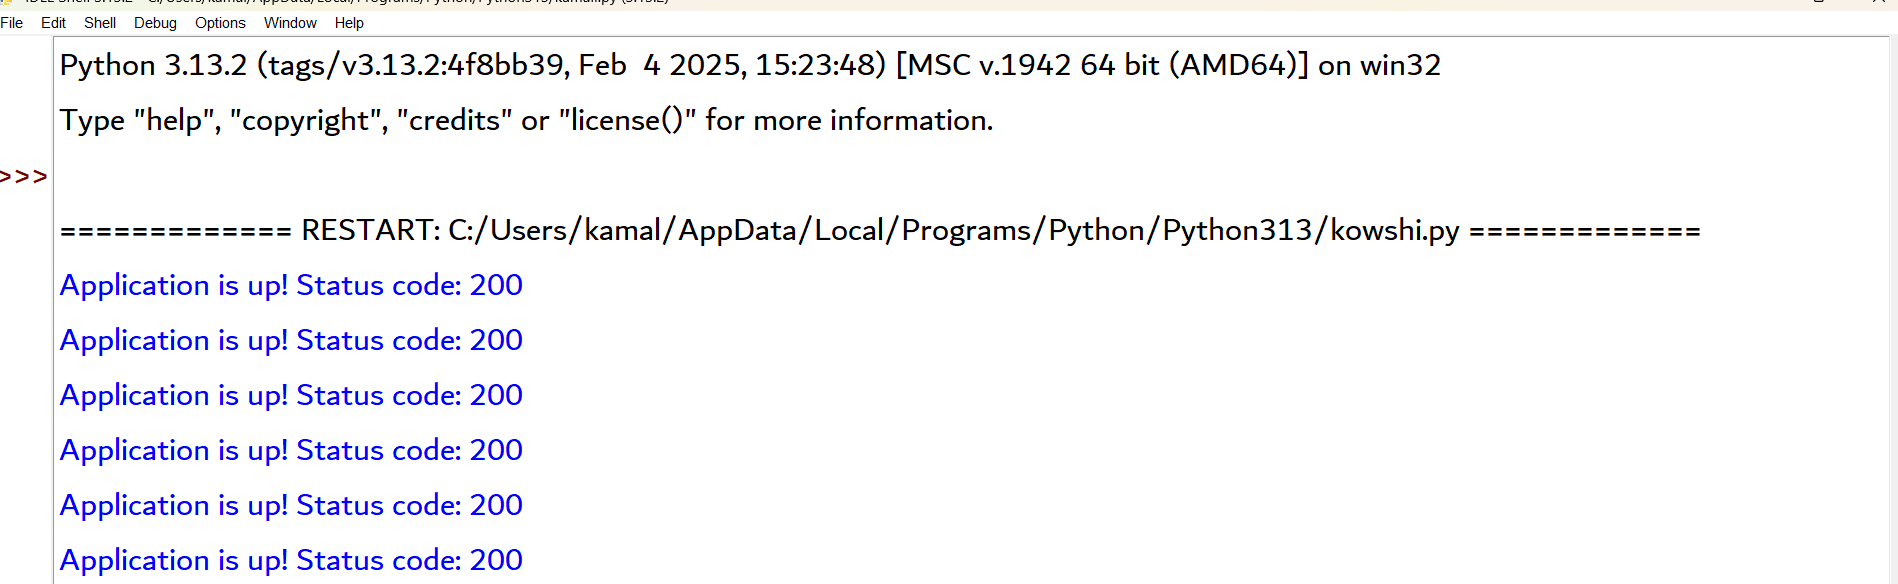 File Edit Shell Debug Options Window Help
Python 3.13.2 (tags/v3.13.2:4f8bb39, Feb  4 2025, 15:23:48) [MSC v.1942 64 bit (AMD64)] on win32
Type "help", "copyright", "credits" or "license()" for more information.
>>>
============= RESTART: C:/Users/kamal/AppData/Local/Programs/Python/Python313/kowshi.py =============
Application is up! Status code: 200
Application is up! Status code: 200
Application is up! Status code: 200
Application is up! Status code: 200
Application is up! Status code: 200
Application is up! Status code: 200